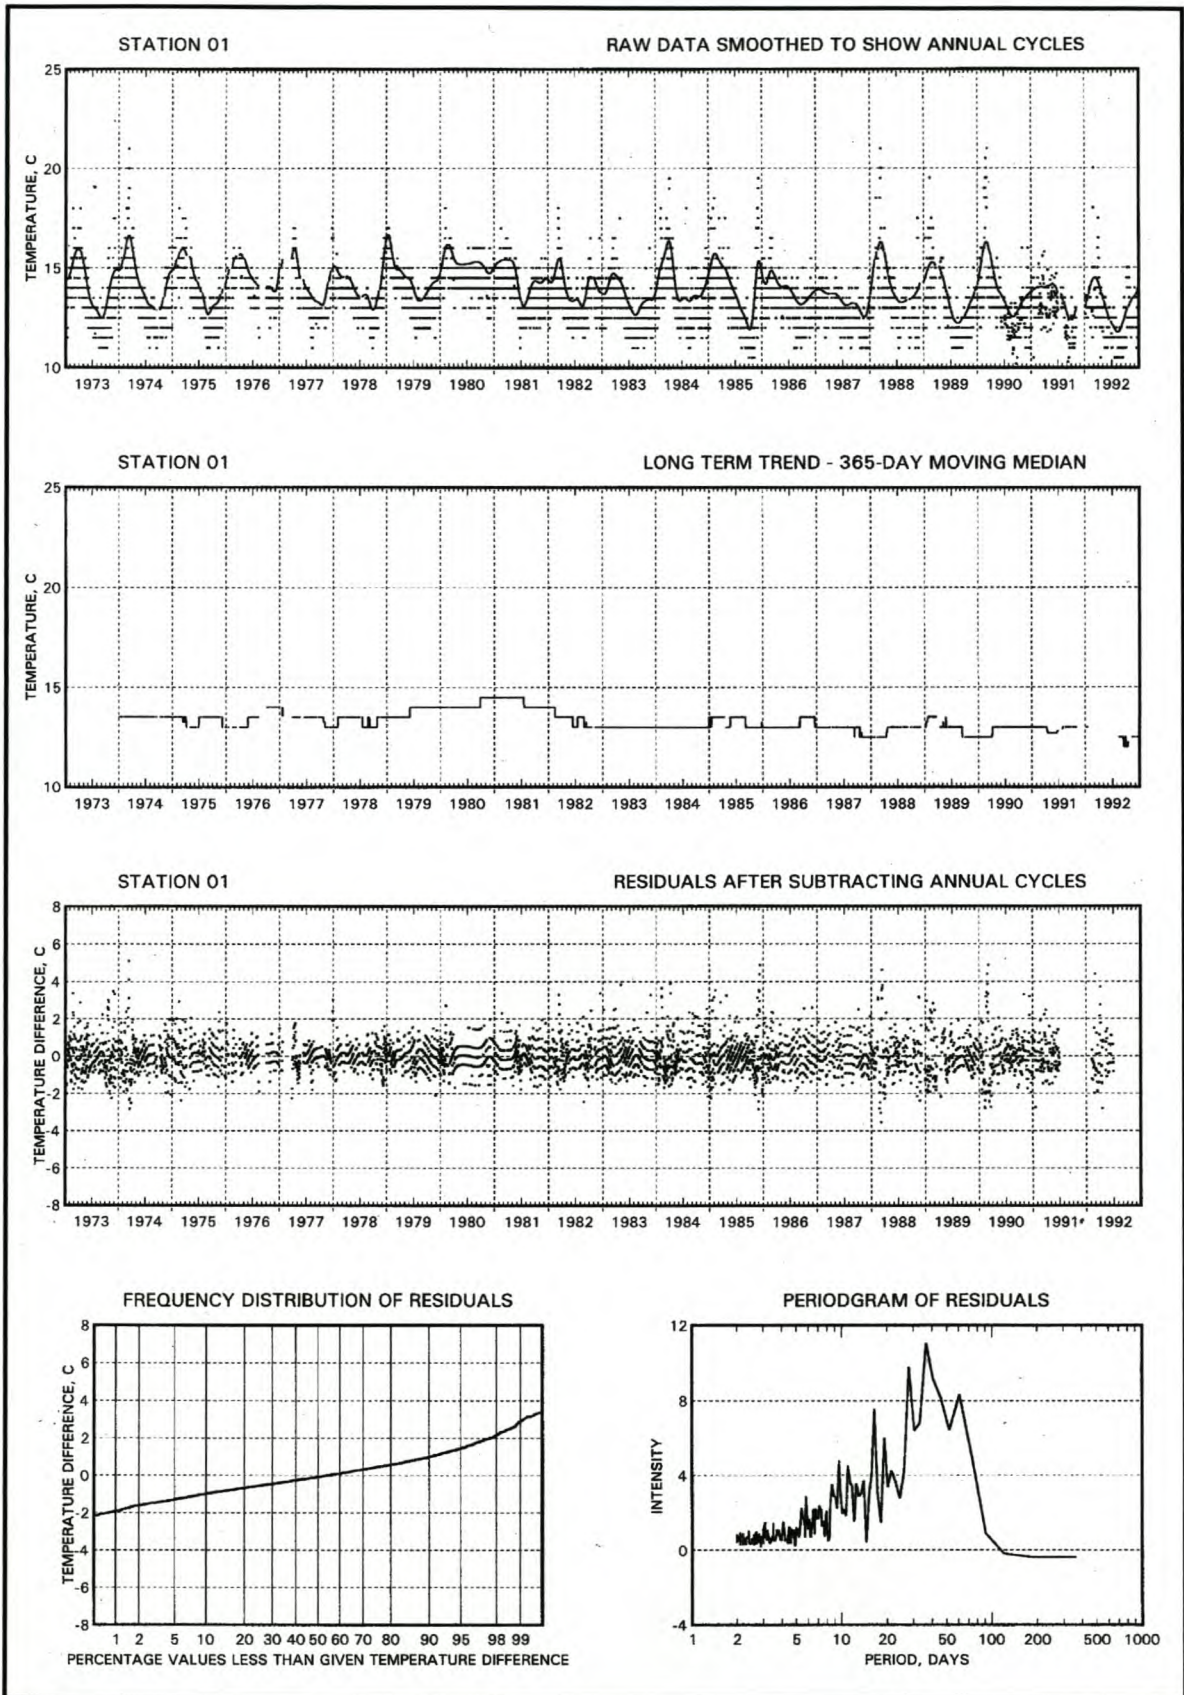 STATION 01 RAW DATA SMOOTHED TO SHOW ANNUAL CYCLES
TEMPERATURE, C
25
20
15
10
1973 1974 1975 1976 1977 1978 1979 1980 1981 1982 1983 1984 1985 1986 1987 1988 1989 1990 1991 1992
STATION 01 LONG TERM TREND - 365-DAY MOVING MEDIAN
TEMPERATURE, C
25
20
15
10
1973 1974 1975 1976 1977 1978 1979 1980 1981 1982 1983 1984 1985 1986 1987 1988 1989 1990 1991 1992
STATION 01 RESIDUALS AFTER SUBTRACTING ANNUAL CYCLES
TEMPERATURE DIFFERENCE, C
8
6
4
2
0
-2
-4
-6
-8
1973 1974 1975 1976 1977 1978 1979 1980 1981 1982 1983 1984 1985 1986 1987 1988 1989 1990 1991 1992
FREQUENCY DISTRIBUTION OF RESIDUALS
TEMPERATURE DIFFERENCE, C
8
6
4
2
0
-2
-4
-6
-8
1 2 5 10 20 30 40 50 60 70 80 90 95 98 99
PERCENTAGE VALUES LESS THAN GIVEN TEMPERATURE DIFFERENCE
PERIODGRAM OF RESIDUALS
INTENSITY
12
8
4
0
-4
1 2 5 10 20 50 100 200 500 1000
PERIOD, DAYS